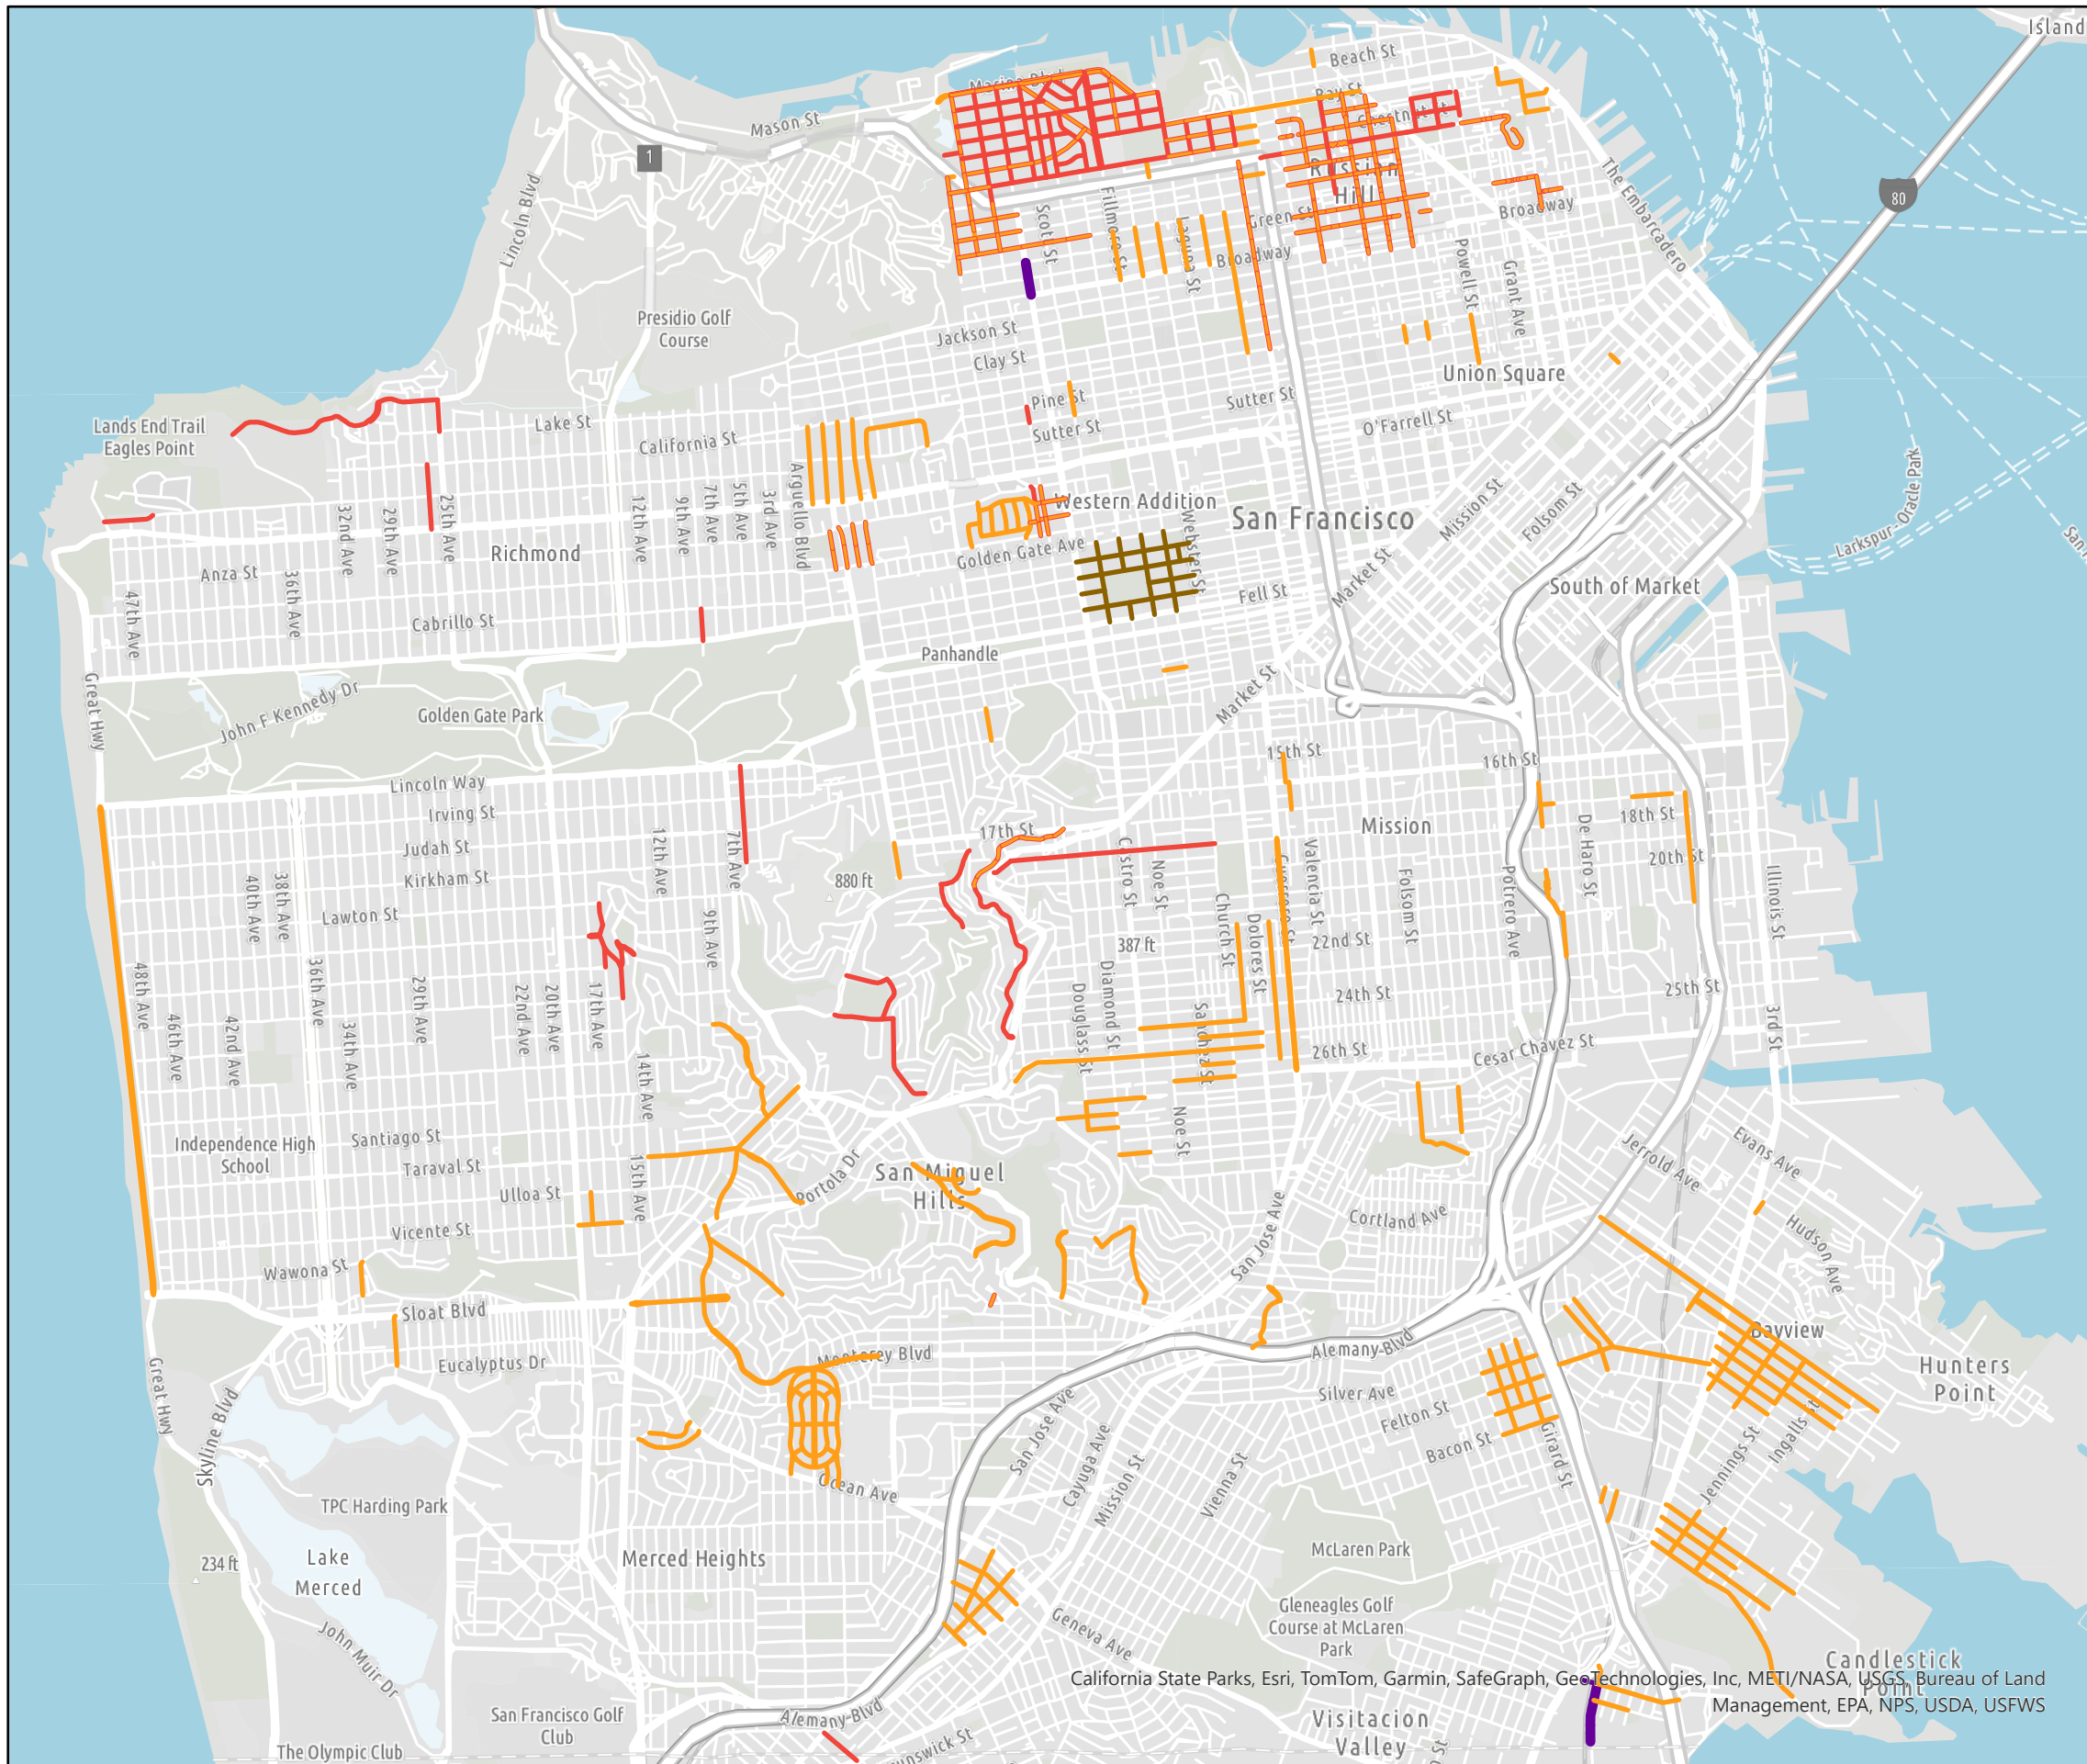 Island
Beach St
Marina Blvd
Bay St
Mason St
Chestnut St
1
Russian
Hill
The Embarcadero
80
Lincoln Blvd
Scott St
Fillmore St
Laguna St
Green St
Broadway
Broadway
Powell St
Grant Ave
Presidio Golf
Course
Jackson St
Clay St
Union Square
Pine St
Sutter St
Sutter St
O'Farrell St
Lands End Trail
Eagles Point
Lake St
California St
Arguello Blvd
32nd Ave
29th Ave
25th Ave
12th Ave
9th Ave
7th Ave
5th Ave
3rd Ave
Western Addition
San Francisco
Mission St
Folsom St
Larkspur - Oracle Park
Richmond
Golden Gate Ave
Webster St
Anza St
36th Ave
47th Ave
Fell St
Market St
South of Market
Cabrillo St
Panhandle
Great Hwy
John F Kennedy Dr
Golden Gate Park
Market St
15th St
16th St
Lincoln Way
Irving St
Judah St
Kirkham St
Lawton St
40th Ave
38th Ave
12th Ave
7th Ave
9th Ave
880 ft
17th St
Castro St
Noe St
Church St
Dolores St
Guerrero St
Valencia St
Mission
Folsom St
Potrero Ave
De Haro St
18th St
20th St
Illinois St
387 ft
22nd St
24th St
25th St
3rd St
48th Ave
46th Ave
42nd Ave
36th Ave
34th Ave
29th Ave
22nd Ave
20th Ave
17th Ave
14th Ave
Douglass St
Diamond St
Sanchez St
26th St
Cesar Chavez St
Independence High
School
Santiago St
Taraval St
Ulloa St
Vicente St
Wawona St
15th Ave
Portola Dr
San Miguel
Hills
Noe St
San Jose Ave
Cortland Ave
Jerrold Ave
Evans Ave
Hudson Ave
Sloat Blvd
Eucalyptus Dr
Monterey Blvd
Alemany Blvd
Bayview
Hunters
Point
Great Hwy
Skyline Blvd
Silver Ave
Felton St
Bacon St
Girard St
Jennings St
Ingalls St
San Jose Ave
Cayuga Ave
Mission St
Vienna St
Ocean Ave
TPC Harding Park
Lake
Merced
234 ft
Merced Heights
McLaren Park
Gleneagles Golf
Course at McLaren
Park
Geneva Ave
John Muir Dr
Candlestick
Point
California State Parks, Esri, TomTom, Garmin, SafeGraph, GeoTechnologies, Inc, METI/NASA, USGS, Bureau of Land
Management, EPA, NPS, USDA, USFWS
San Francisco Golf
Club
Alemany Blvd
Visitacion
Valley
The Olympic Club